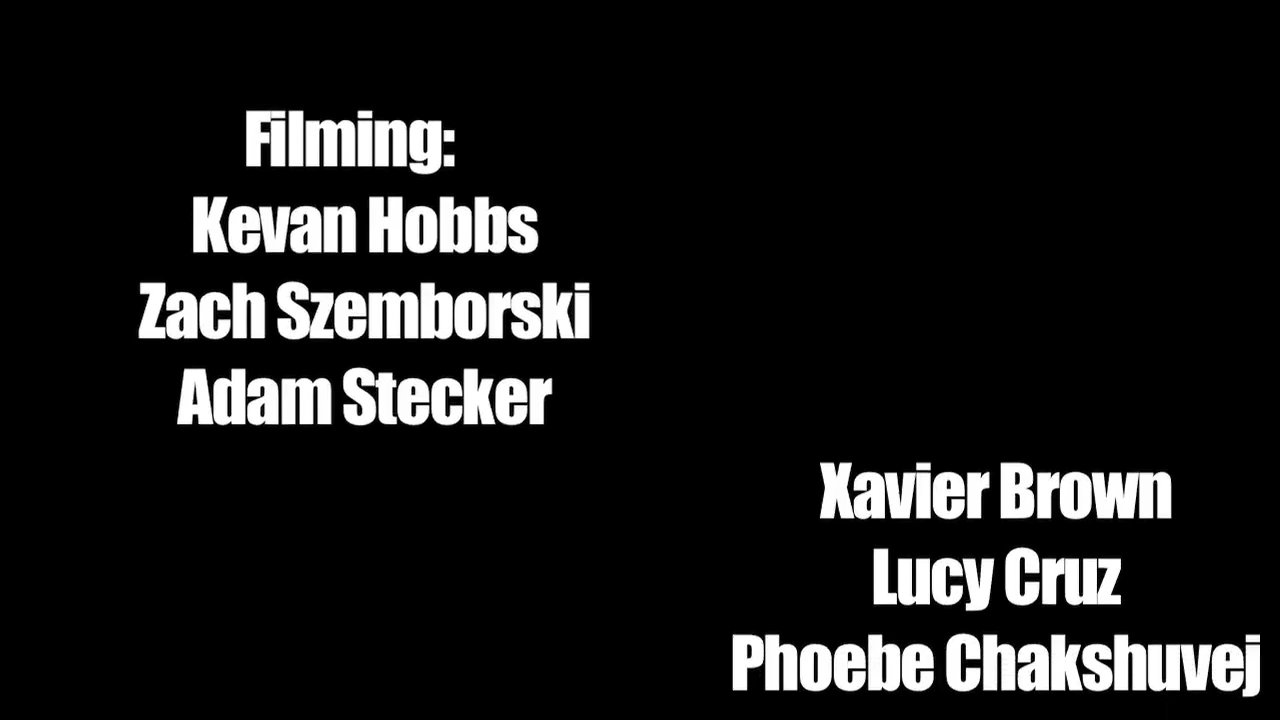 Filming:
Kevan Hobbs
Zach Szemborski
Adam Stecker
Xavier Brown
Lucy Cruz
Phoebe Chakshuvej